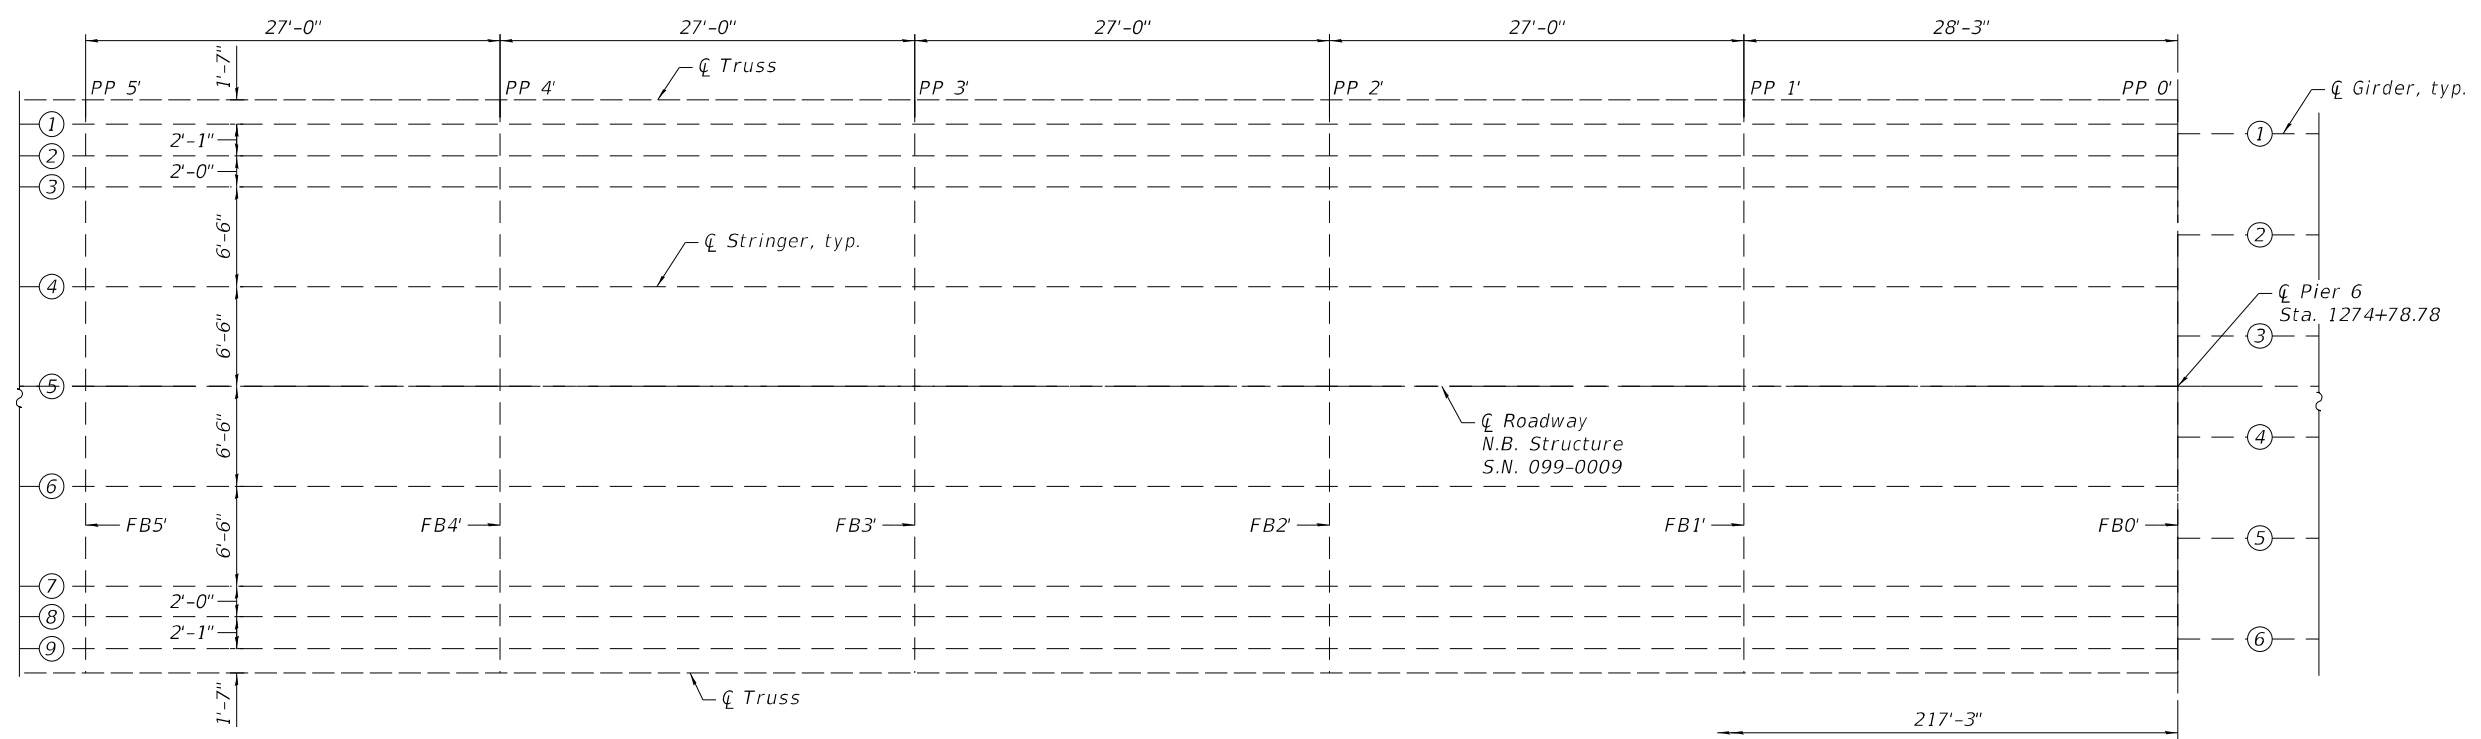 27'-0"
27'-0"
27'-0"
27'-0"
28'-3"
1'-7"
℄ Truss
PP 5'
PP 4'
PP 3'
PP 2'
PP 1'
PP 0'
℄ Girder, typ.
1
1
2'-1"
2
2'-0"
3
6'-6"
℄ Stringer, typ.
2
4
℄ Pier 6
Sta. 1274+78.78
6'-6"
3
5
℄ Roadway
N.B. Structure
S.N. 099-0009
6'-6"
4
6
FB5'
FB4'
FB3'
FB2'
FB1'
FB0'
6'-6"
5
7
2'-0"
8
2'-1"
9
6
1'-7"
℄ Truss
217'-3"